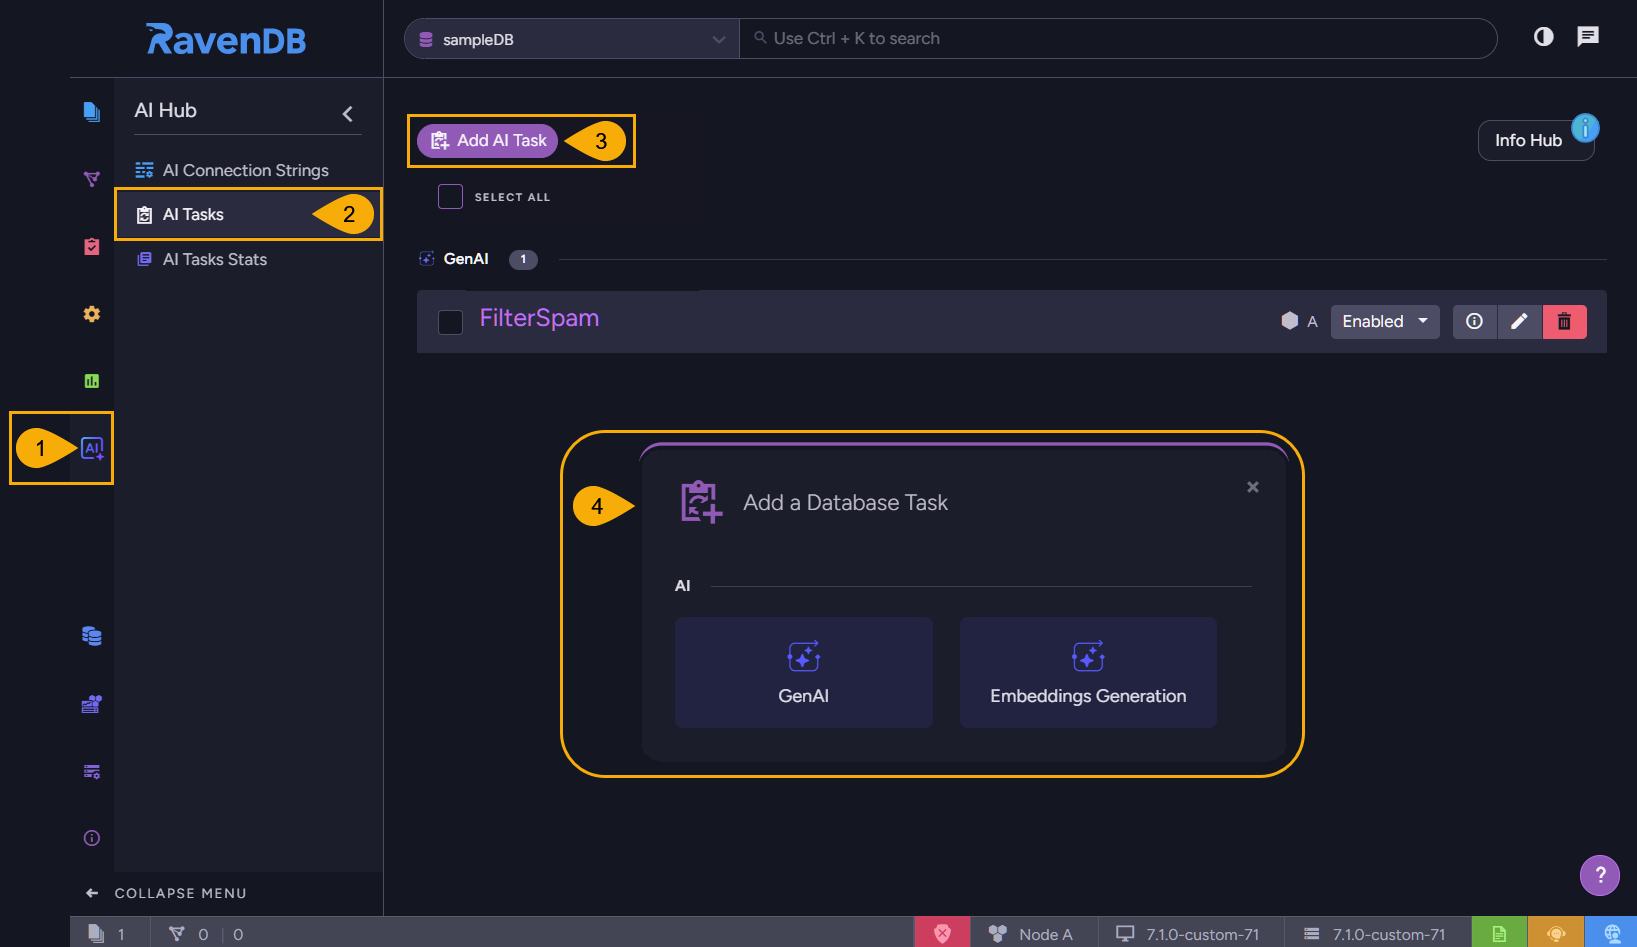 RavenDB
sampleDB
Use Ctrl + K to search
AI Hub
AI Connection Strings
AI Tasks
2
AI Tasks Stats
1
AI
COLLAPSE MENU
Add AI Task
3
Info Hub
SELECT ALL
GenAI 1
FilterSpam
A
Enabled
4
Add a Database Task
×
AI
GenAI
Embeddings Generation
?
1
0 | 0
Node A
7.1.0-custom-71
7.1.0-custom-71